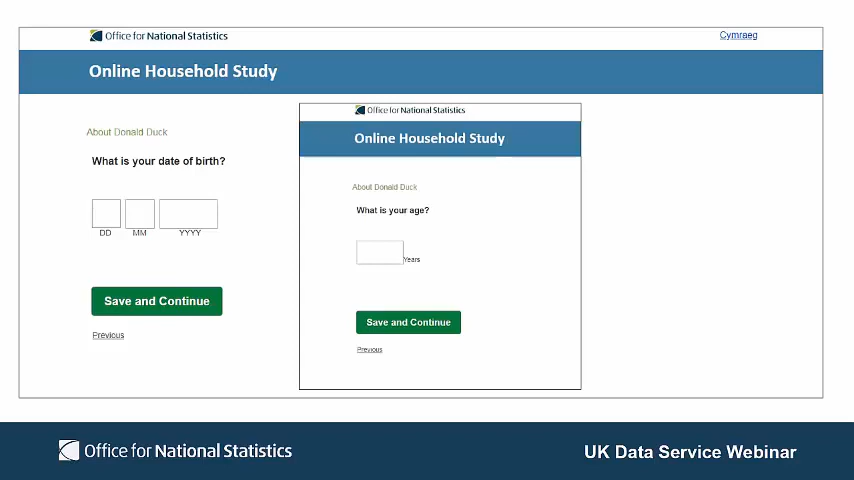 Office for National Statistics
Cymraeg
Online Household Study
About Donald Duck
What is your date of birth?
DD MM YYYY
Save and Continue
Previous
Office for National Statistics
Online Household Study
About Donald Duck
What is your age?
Years
Save and Continue
Previous
Office for National Statistics
UK Data Service Webinar